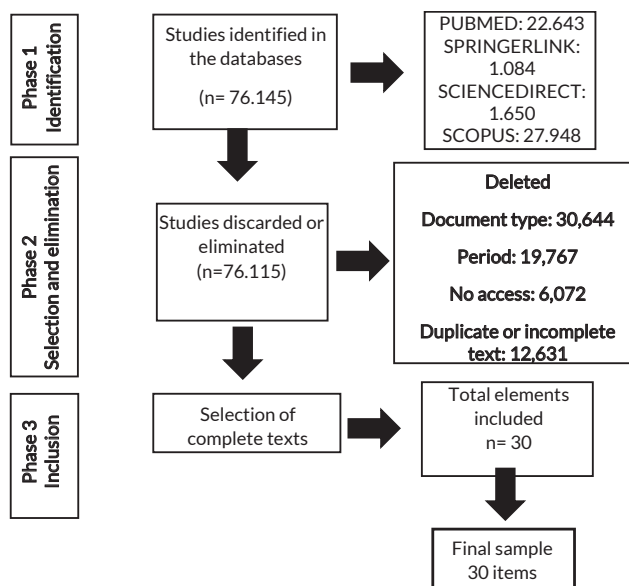 Phase 1
Identification
Studies identified in
the databases
(n= 76.145)
PUBMED: 22.643
SPRINGERLINK:
1.084
SCIENCEDIRECT:
1.650
SCOPUS: 27.948
Phase 2
Selection and elimination
Studies discarded or
eliminated
(n=76.115)
Deleted
Document type: 30,644
Period: 19,767
No access: 6,072
Duplicate or incomplete
text: 12,631
Phase 3
Inclusion
Selection of
complete texts
Total elements
included
n= 30
Final sample
30 items